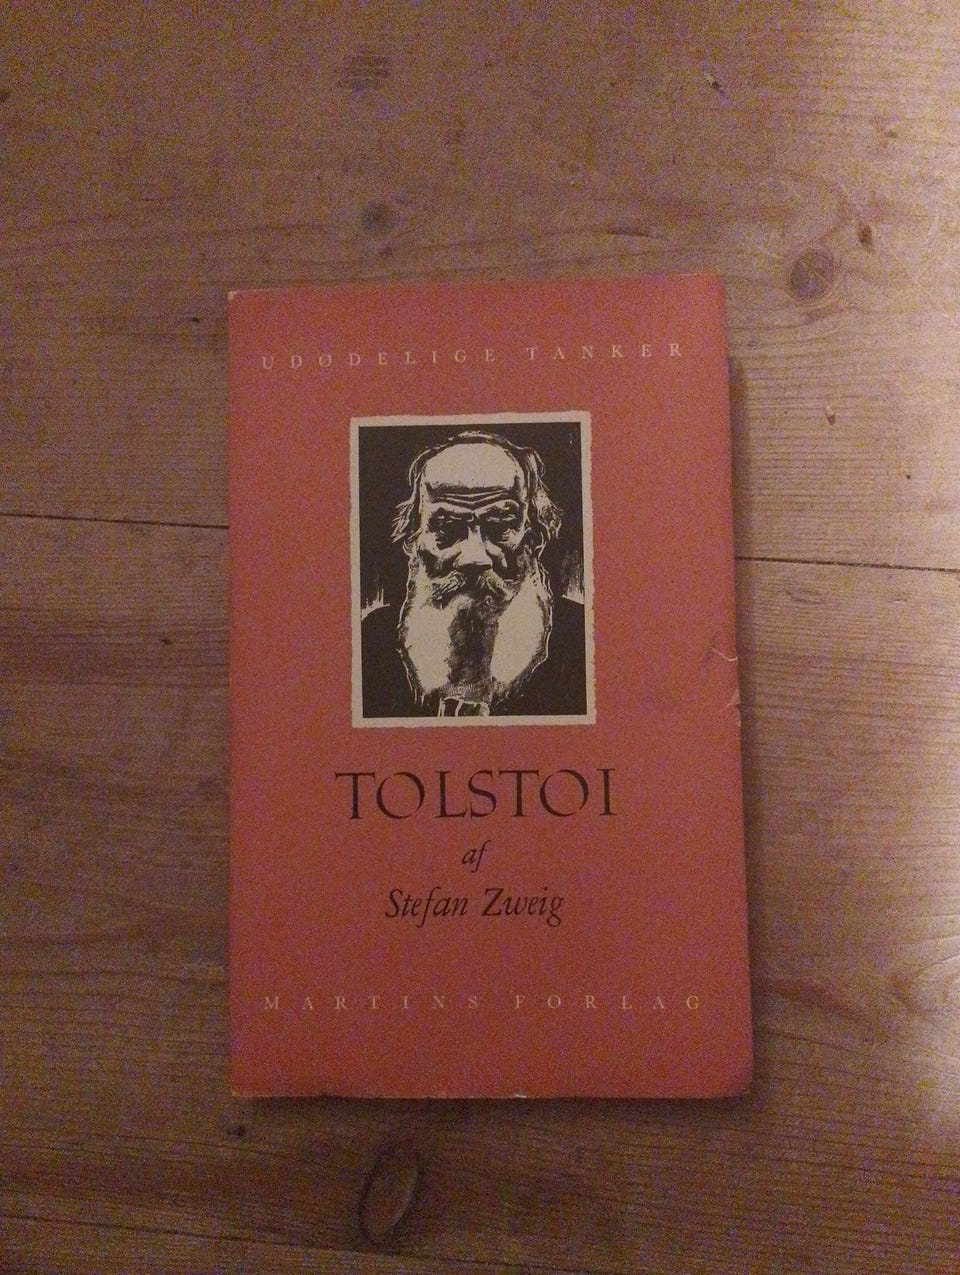 UDØDELIGE TANKER
TOLSTOI
af
Stefan Zweig
MARTINS FORLAG